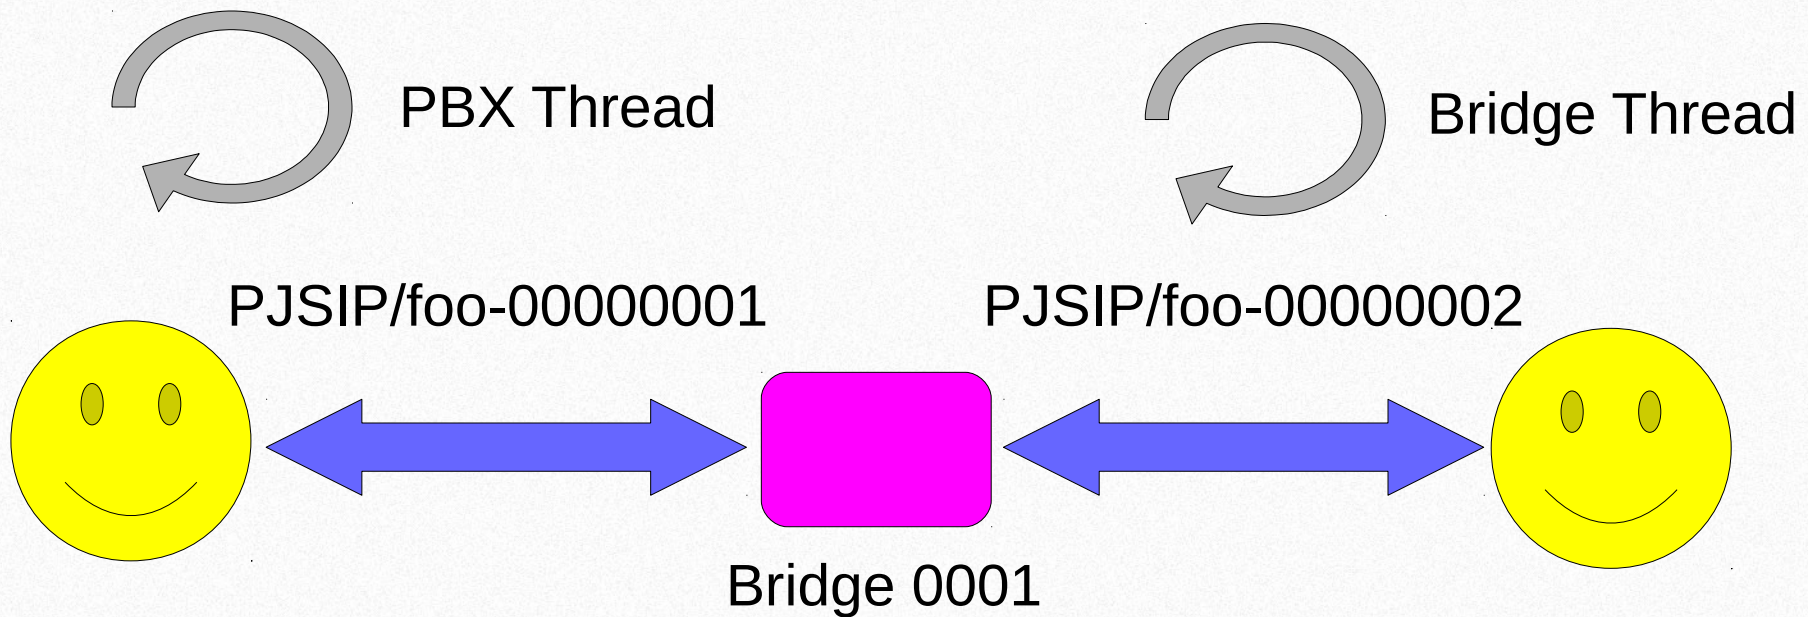 PBX Thread
Bridge Thread
PJSIP/foo-00000001
PJSIP/foo-00000002
Bridge 0001